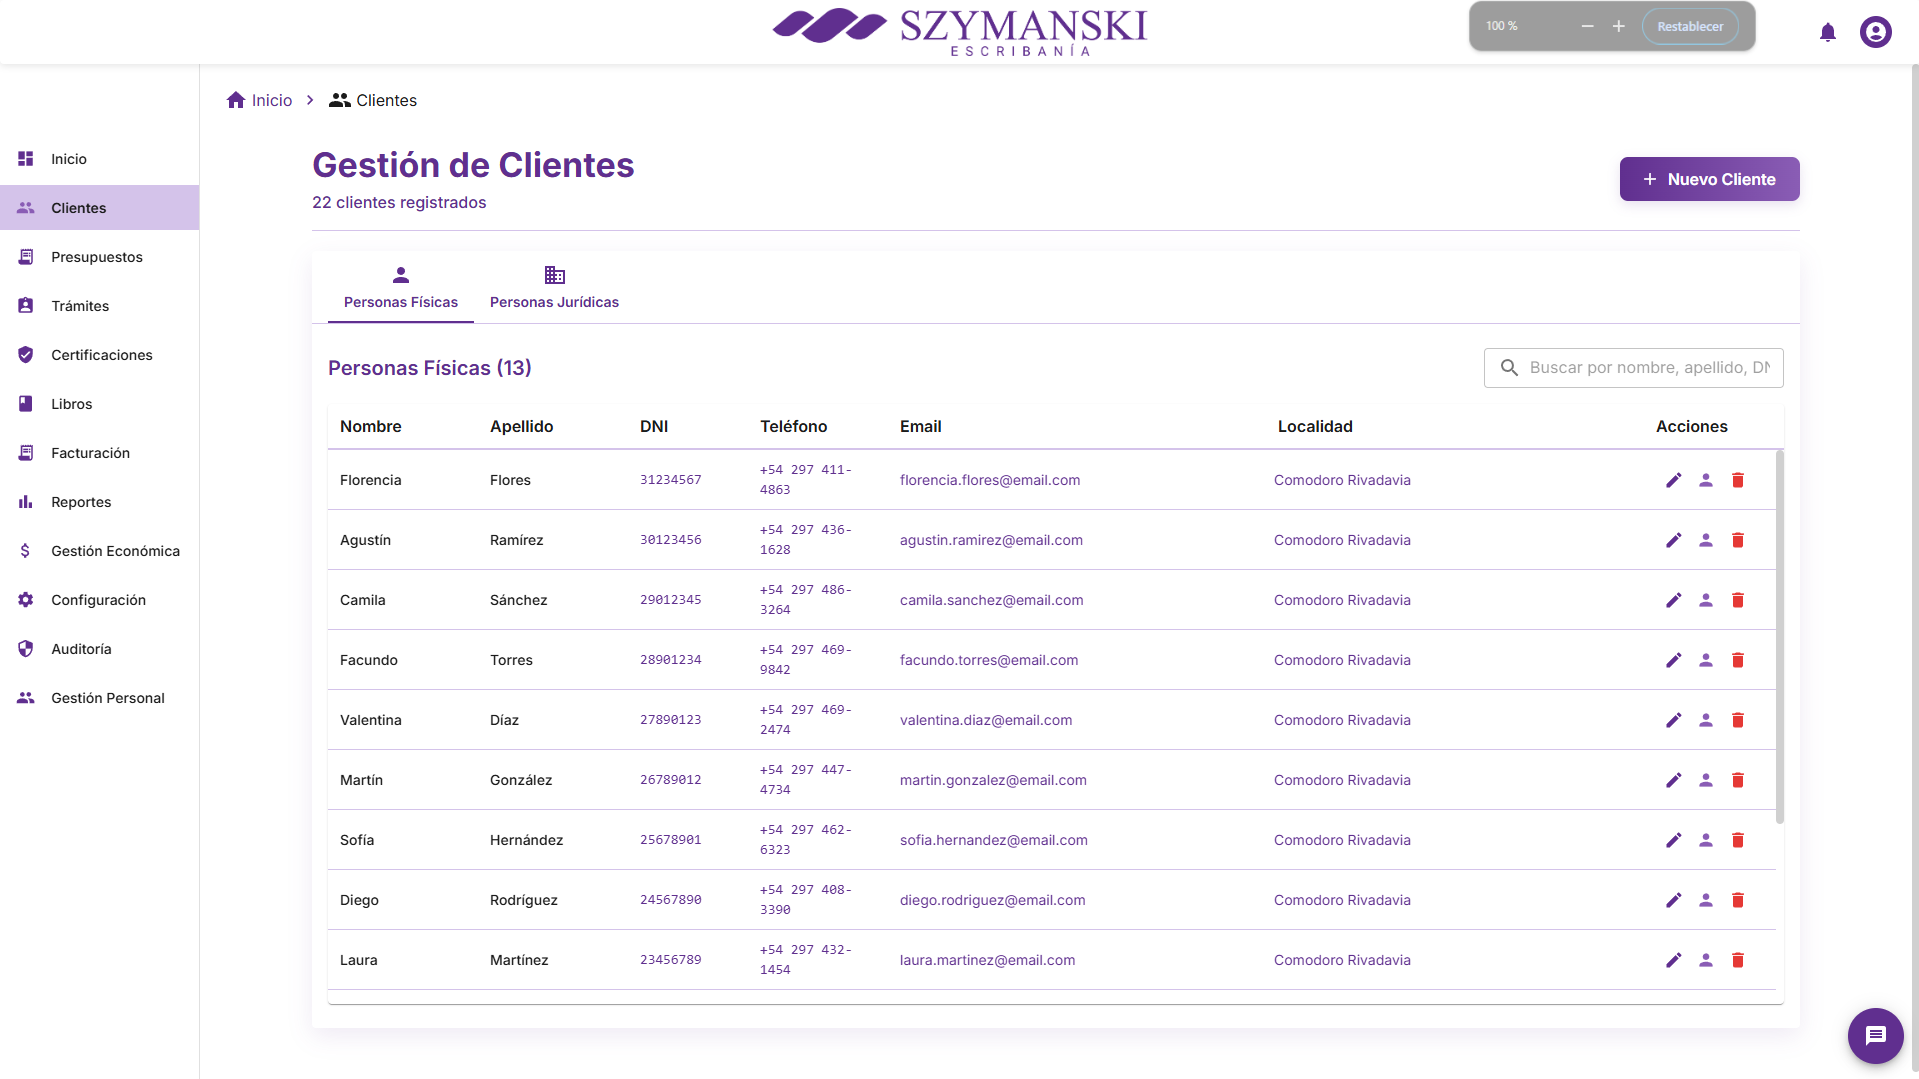 SZYMANSKI
ESCRIBANÍA
100 %
Restablecer
Inicio
Clientes
Inicio
Clientes
Presupuestos
Trámites
Certificaciones
Libros
Facturación
Reportes
Gestión Económica
Configuración
Auditoría
Gestión Personal
Gestión de Clientes
22 clientes registrados
+ Nuevo Cliente
Personas Físicas
Personas Jurídicas
Personas Físicas (13)
Buscar por nombre, apellido, DN
Nombre Apellido DNI Teléfono Email Localidad Acciones
Florencia Flores 31234567 +54 297 411-
4863 florencia.flores@email.com Comodoro Rivadavia
Agustín Ramírez 30123456 +54 297 436-
1628 agustin.ramirez@email.com Comodoro Rivadavia
Camila Sánchez 29012345 +54 297 486-
3264 camila.sanchez@email.com Comodoro Rivadavia
Facundo Torres 28901234 +54 297 469-
9842 facundo.torres@email.com Comodoro Rivadavia
Valentina Díaz 27890123 +54 297 469-
2474 valentina.diaz@email.com Comodoro Rivadavia
Martín González 26789012 +54 297 447-
4734 martin.gonzalez@email.com Comodoro Rivadavia
Sofía Hernández 25678901 +54 297 462-
6323 sofia.hernandez@email.com Comodoro Rivadavia
Diego Rodríguez 24567890 +54 297 408-
3390 diego.rodriguez@email.com Comodoro Rivadavia
Laura Martínez 23456789 +54 297 432-
1454 laura.martinez@email.com Comodoro Rivadavia